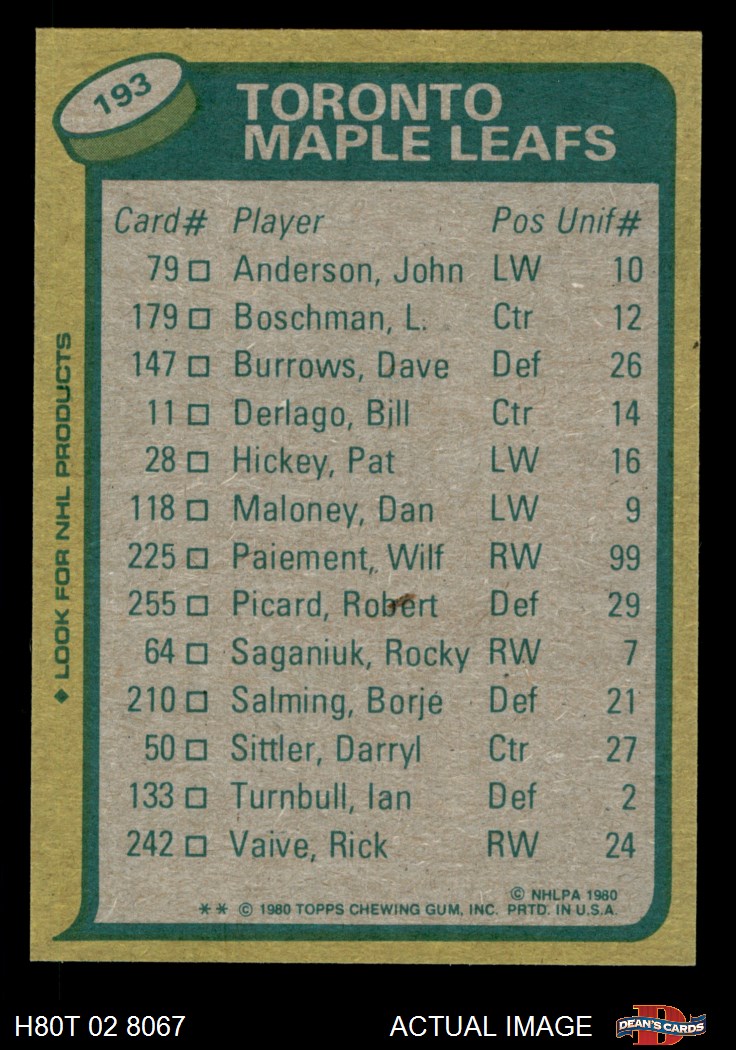 193
TORONTO
MAPLE LEAFS
Card# Player Pos Unif#
79 □ Anderson, John LW 10
179 □ Boschman, L. Ctr 12
147 □ Burrows, Dave Def 26
11 □ Derlago, Bill Ctr 14
28 □ Hickey, Pat LW 16
118 □ Maloney, Dan LW 9
225 □ Paiement, Wilf RW 99
255 □ Picard, Robert Def 29
64 □ Saganiuk, Rocky RW 7
210 □ Salming, Borje Def 21
50 □ Sittler, Darryl Ctr 27
133 □ Turnbull, Ian Def 2
242 □ Vaive, Rick RW 24
© NHLPA 1980
** © 1980 TOPPS CHEWING GUM, INC. PRTD. IN U.S.A.
◆ LOOK FOR NHL PRODUCTS
H80T 02 8067 ACTUAL IMAGE
D
DEAN'S CARDS